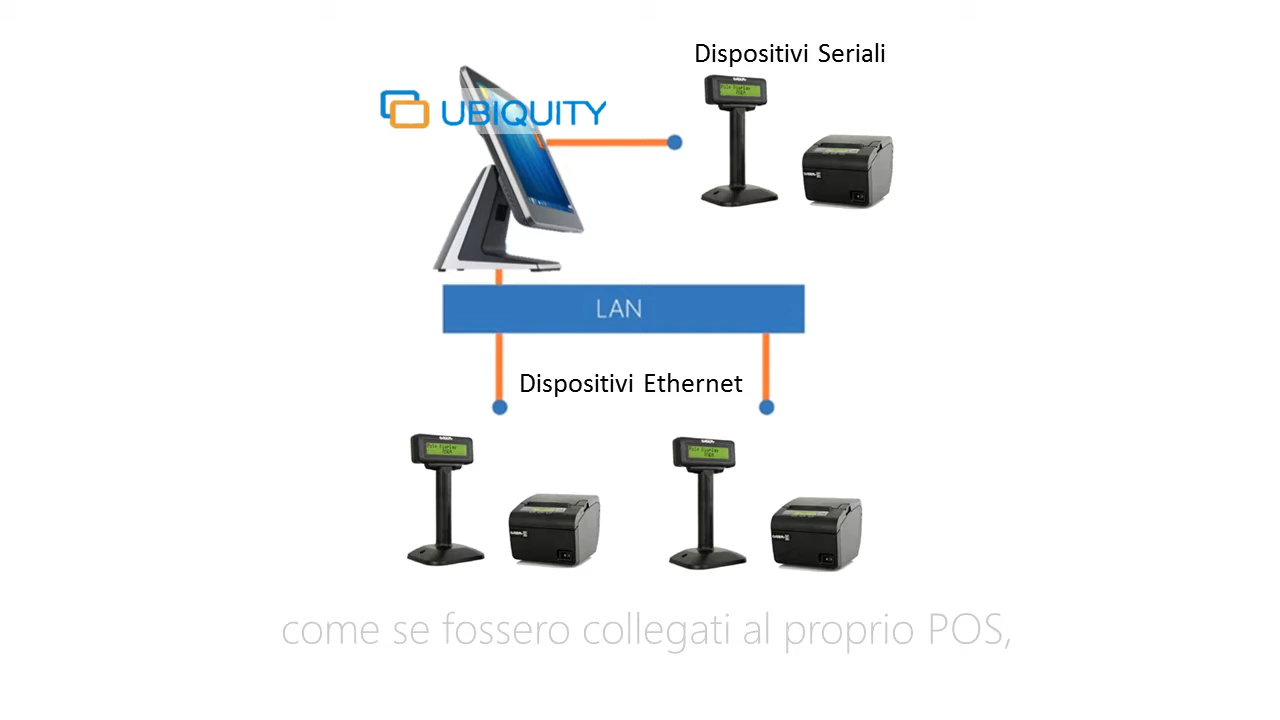 Dispositivi Seriali
UBIQUITY
LAN
Dispositivi Ethernet
come se fossero collegati al proprio POS,